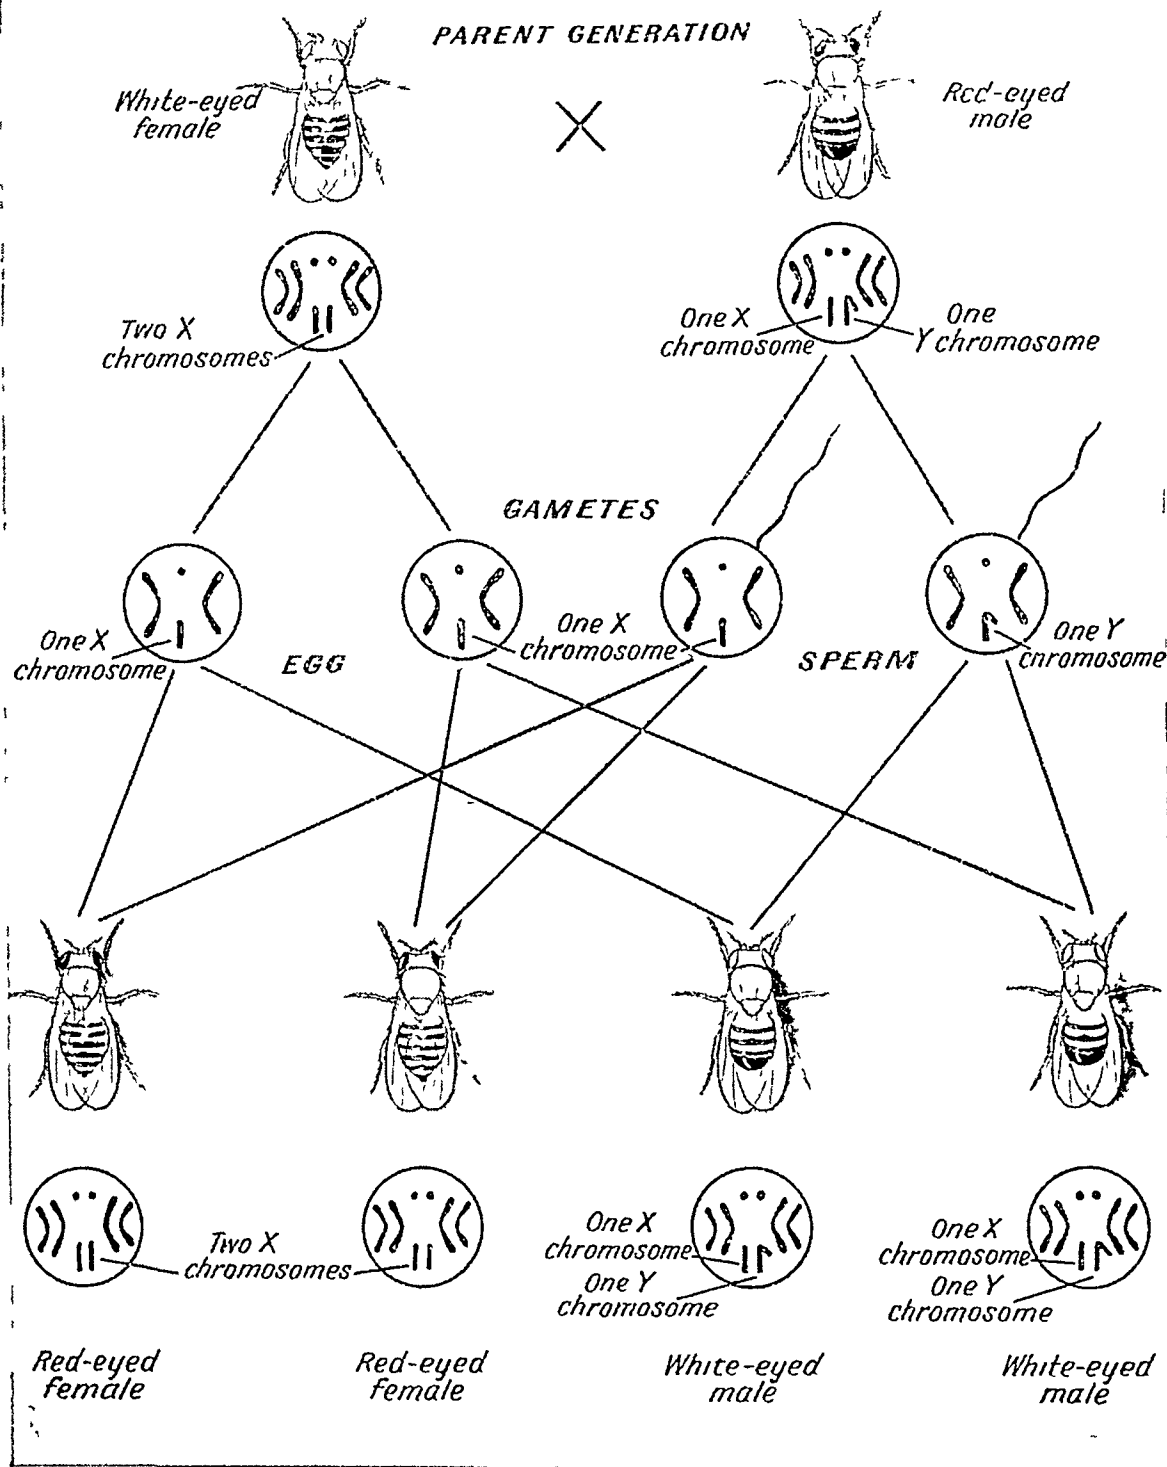 PARENT GENERATION
White-eyed
female
Red-eyed
male
Two X
chromosomes
One X
chromosome
One
Y chromosome
GAMETES
One X
chromosome
EGG
One X
chromosome
SPERM
One Y
chromosome
Two X
chromosomes
One X
chromosome
One Y
chromosome
One X
chromosome
One Y
chromosome
Red-eyed
female
Red-eyed
female
White-eyed
male
White-eyed
male